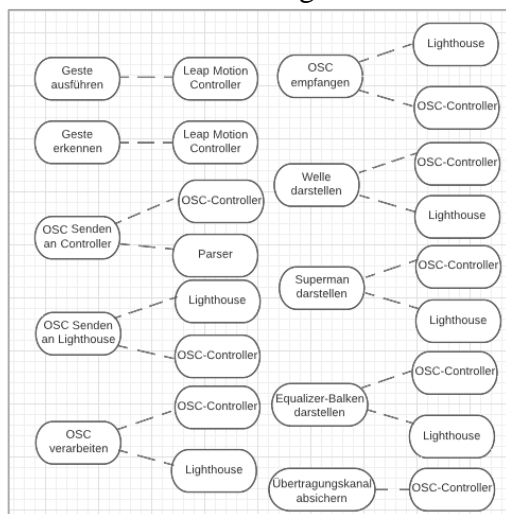 Geste
ausführen
Leap Motion
Controller
Geste
erkennen
Leap Motion
Controller
OSC Senden
an Controller
OSC-Controller
Parser
OSC Senden
an Lighthouse
Lighthouse
OSC-Controller
OSC
verarbeiten
OSC-Controller
Lighthouse
OSC
empfangen
Lighthouse
OSC-Controller
Welle
darstellen
OSC-Controller
Lighthouse
Superman
darstellen
OSC-Controller
Lighthouse
Equalizer-Balken
darstellen
OSC-Controller
Lighthouse
Übertragungskanal
absichern
OSC-Controller